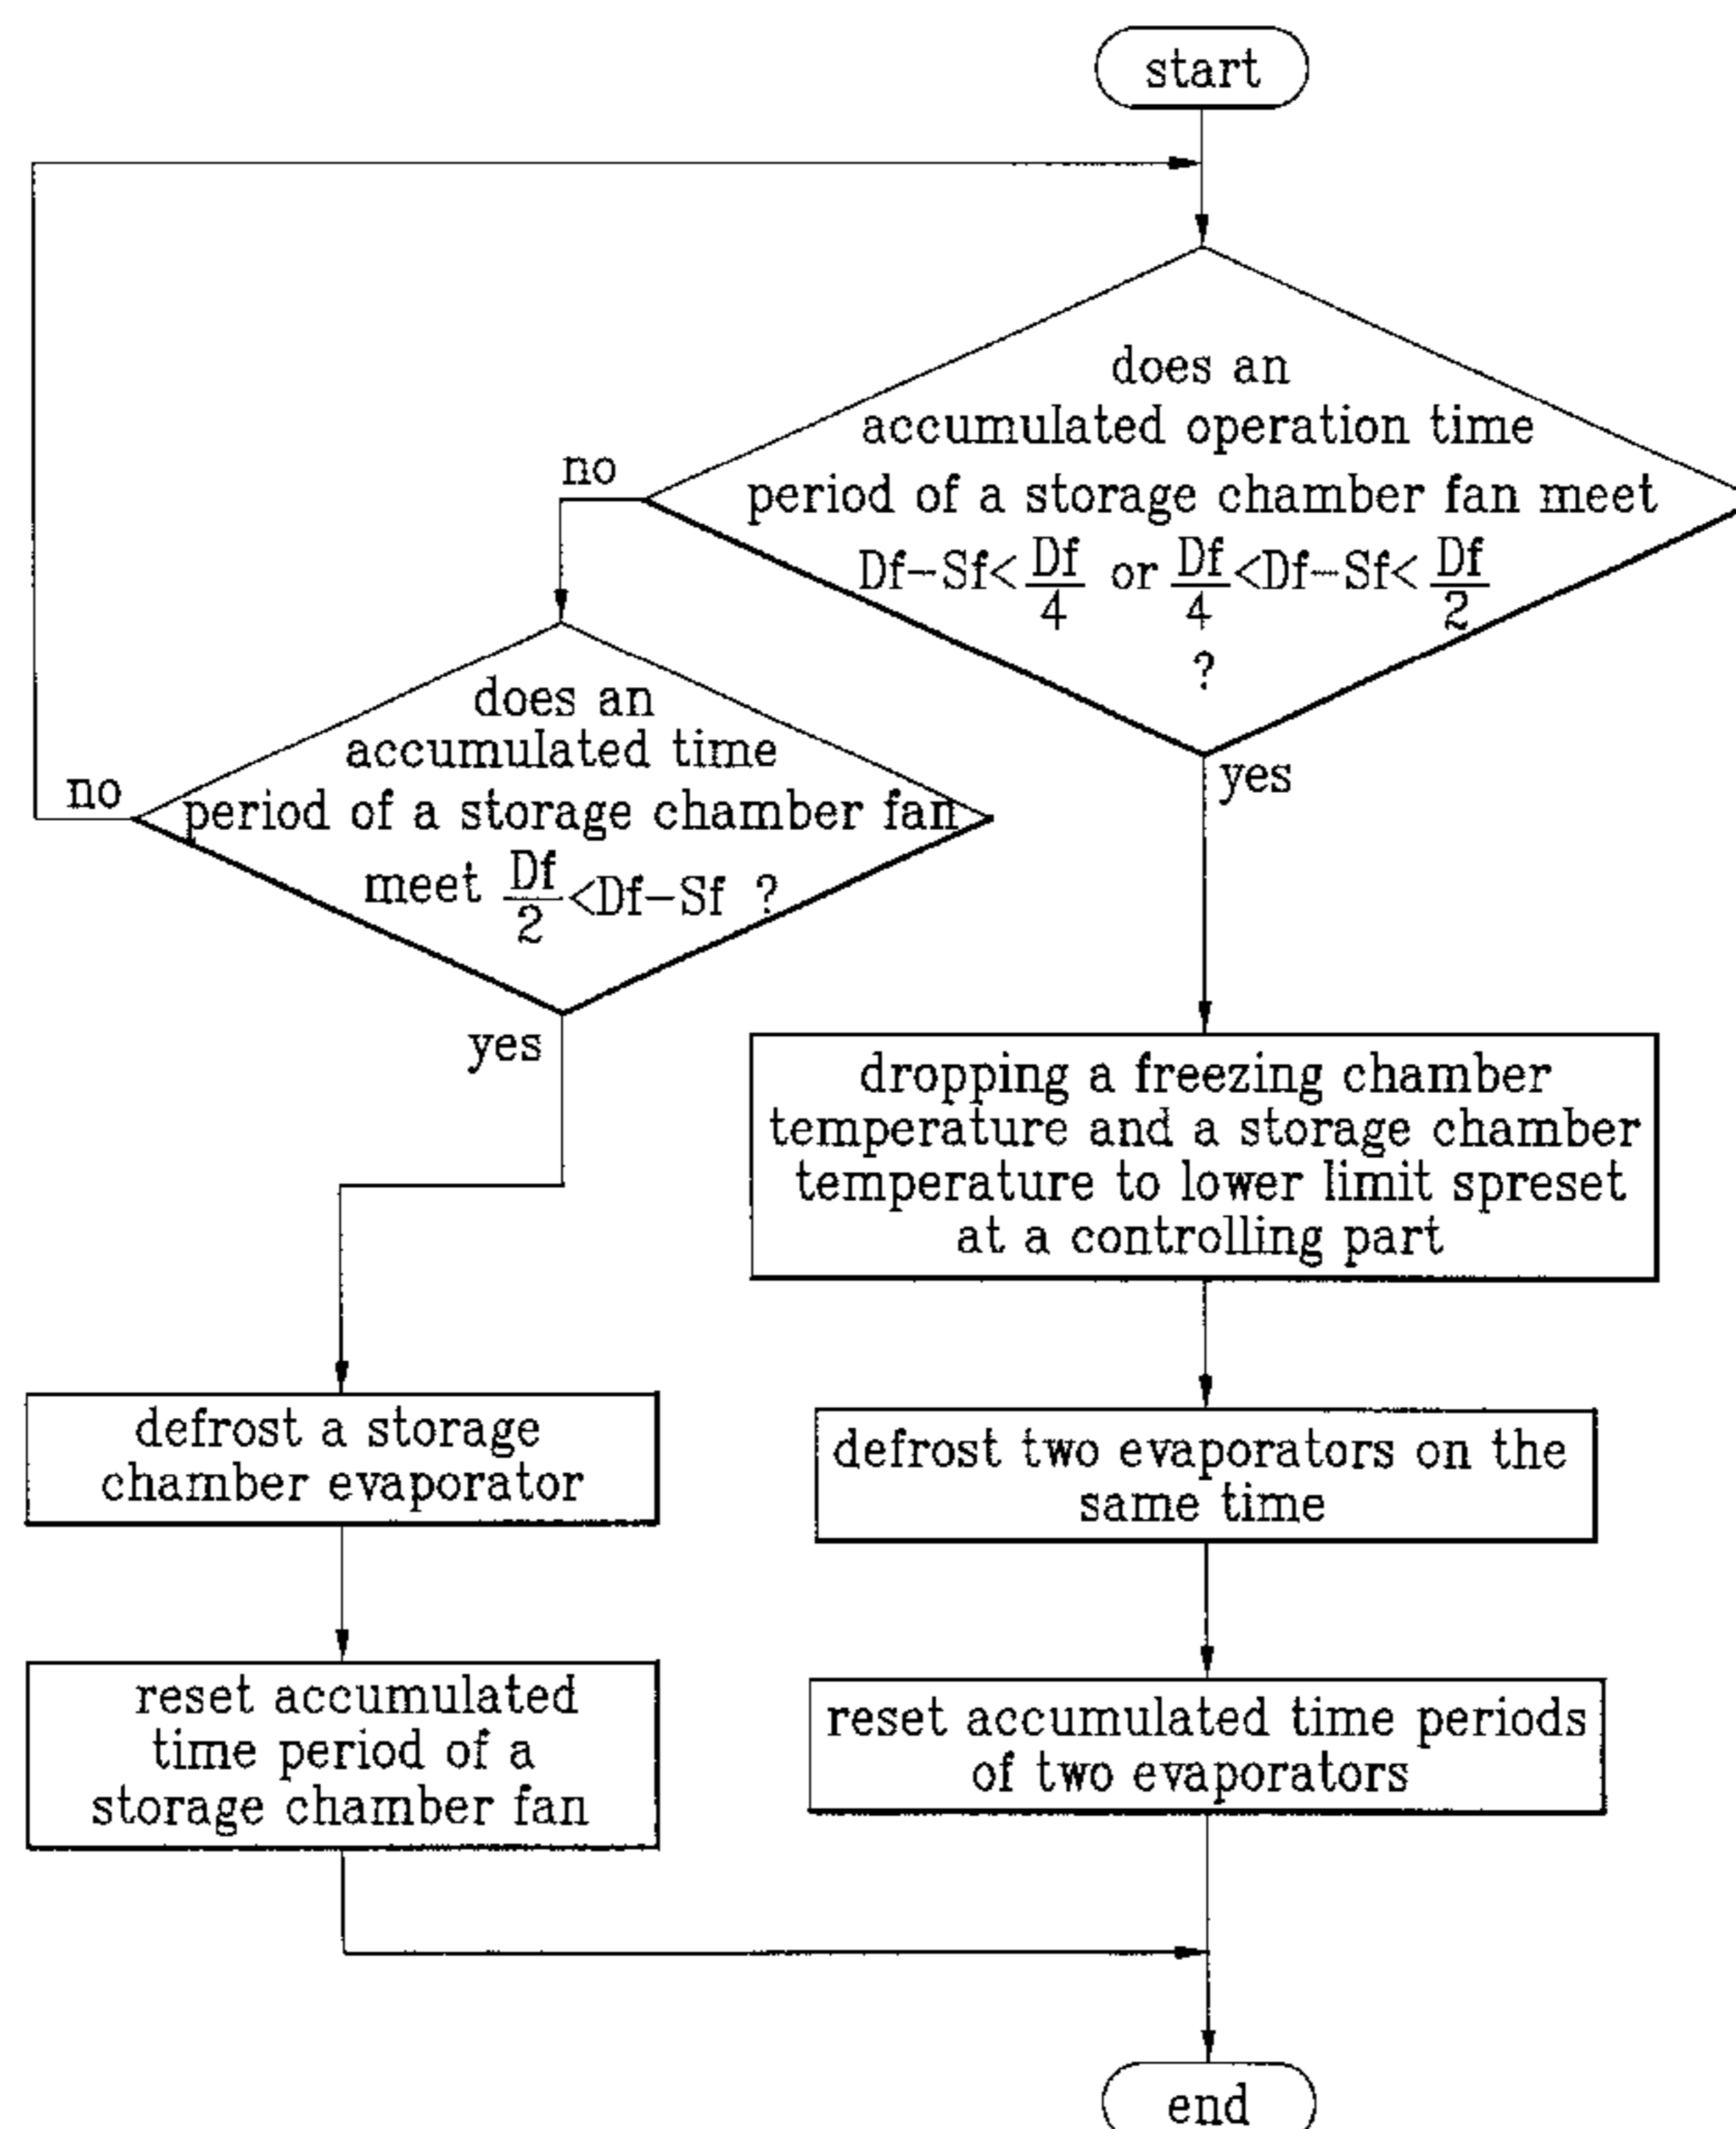 start
does an
accumulated operation time
period of a storage chamber fan meet
Df-Sf<Df/4 or Df/4<Df-Sf<Df/2
?
no
yes
does an
accumulated time
period of a storage chamber fan
meet Df/2<Df-Sf ?
no
yes
dropping a freezing chamber
temperature and a storage chamber
temperature to lower limit spreset
at a controlling part
defrost a storage
chamber evaporator
defrost two evaporators on the
same time
reset accumulated
time period of a
storage chamber fan
reset accumulated time periods
of two evaporators
end